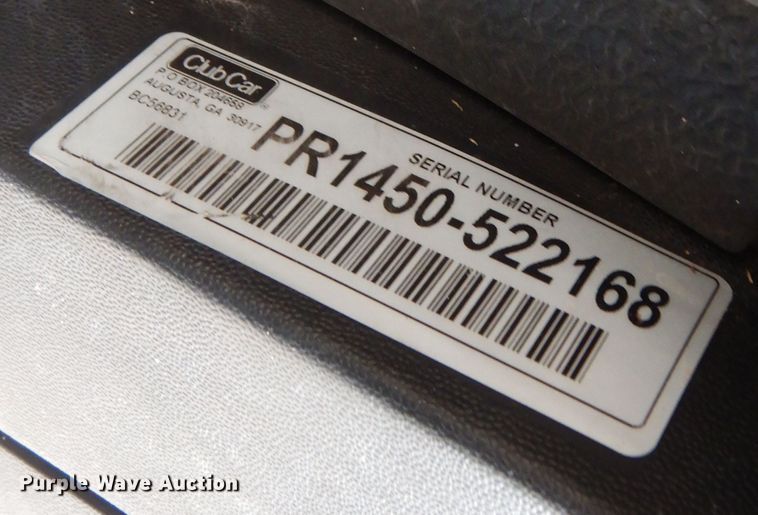 Club Car ®
P.O BOX 204658
AUGUSTA, GA 30917
BC56831
SERIAL NUMBER
PR1450-522168
Purple Wave Auction